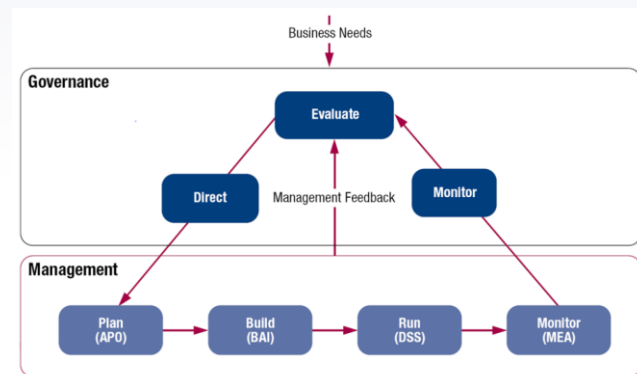 Business Needs
Governance
Evaluate
Direct
Management Feedback
Monitor
Management
Plan
(APO)
Build
(BAI)
Run
(DSS)
Monitor
(MEA)